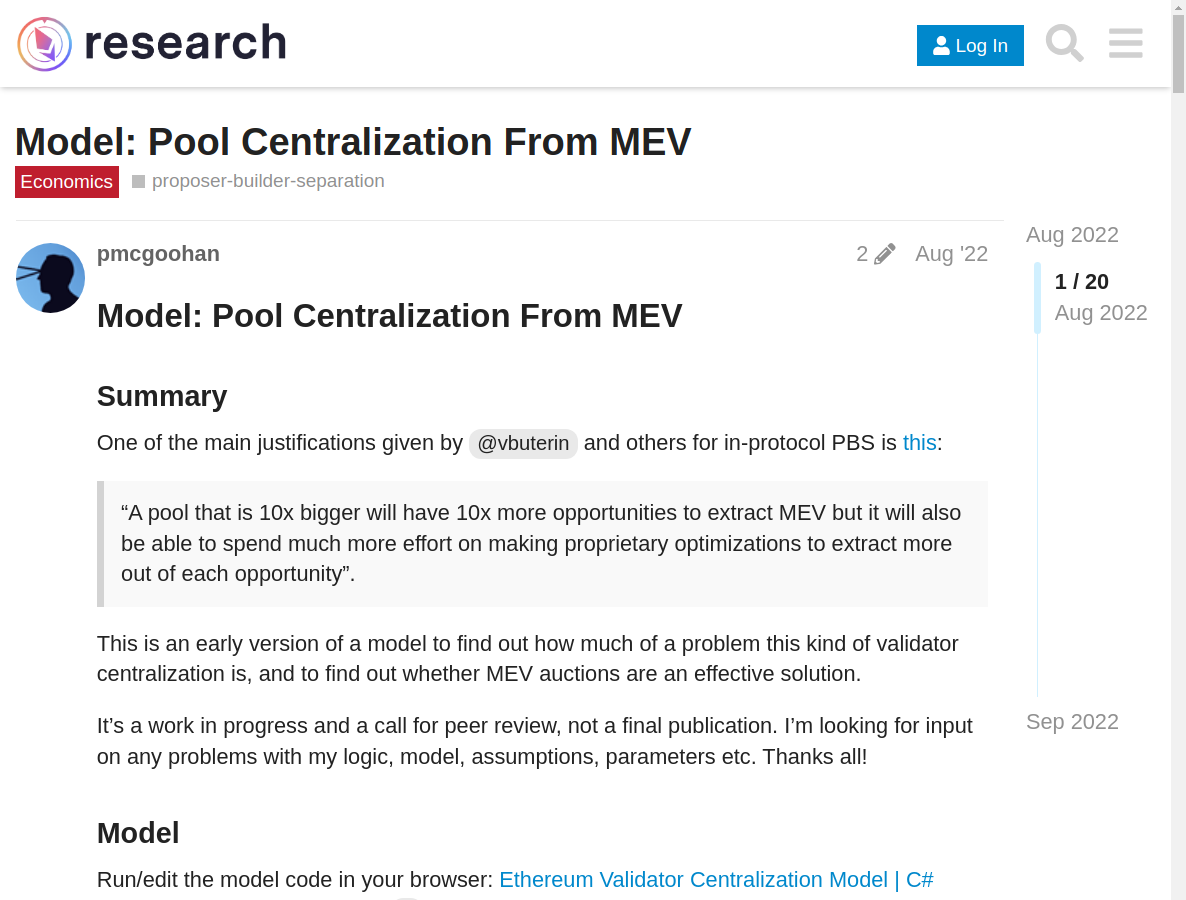 research
Log In
Model: Pool Centralization From MEV
Economics
proposer-builder-separation
pmcgoohan
2
Aug '22
Aug 2022
1 / 20
Aug 2022
Model: Pool Centralization From MEV
Summary
One of the main justifications given by @vbuterin and others for in-protocol PBS is this:
“A pool that is 10x bigger will have 10x more opportunities to extract MEV but it will also
be able to spend much more effort on making proprietary optimizations to extract more
out of each opportunity”.
This is an early version of a model to find out how much of a problem this kind of validator
centralization is, and to find out whether MEV auctions are an effective solution.
It’s a work in progress and a call for peer review, not a final publication. I’m looking for input
on any problems with my logic, model, assumptions, parameters etc. Thanks all!
Sep 2022
Model
Run/edit the model code in your browser: Ethereum Validator Centralization Model | C#